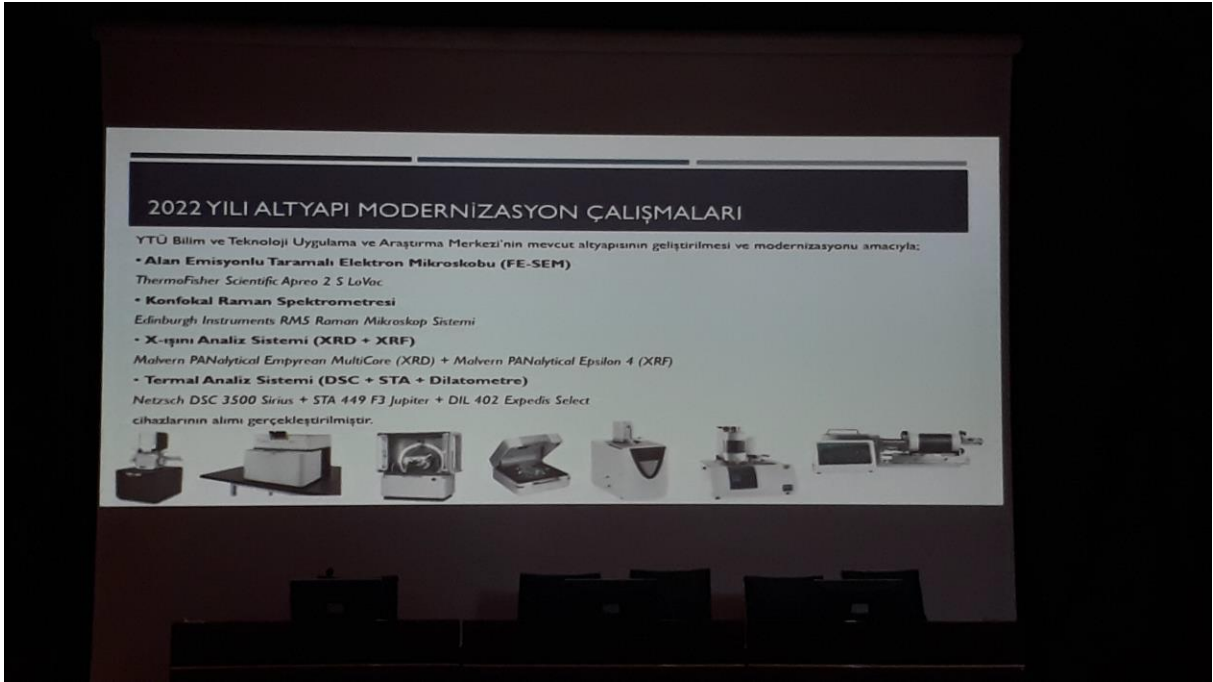 2022 YILI ALTYAPI MODERNİZASYON ÇALIŞMALARI
YTÜ Bilim ve Teknoloji Uygulama ve Araştırma Merkezi'nin mevcut altyapısının geliştirilmesi ve modernizasyonu amacıyla;
• Alan Emisyonlu Taramalı Elektron Mikroskobu (FE-SEM)
ThermoFisher Scientific Apreo 2 S LoVac
• Konfokal Raman Spektrometresi
Edinburgh Instruments RM5 Raman Mikroskop Sistemi
• X-ışını Analiz Sistemi (XRD + XRF)
Malvern PANalytical Empyrean MultiCore (XRD) + Malvern PANalytical Epsilon 4 (XRF)
• Termal Analiz Sistemi (DSC + STA + Dilatometre)
Netzsch DSC 3500 Sirius + STA 449 F3 Jupiter + DIL 402 Expedis Select
cihazlarının alımı gerçekleştirilmiştir.